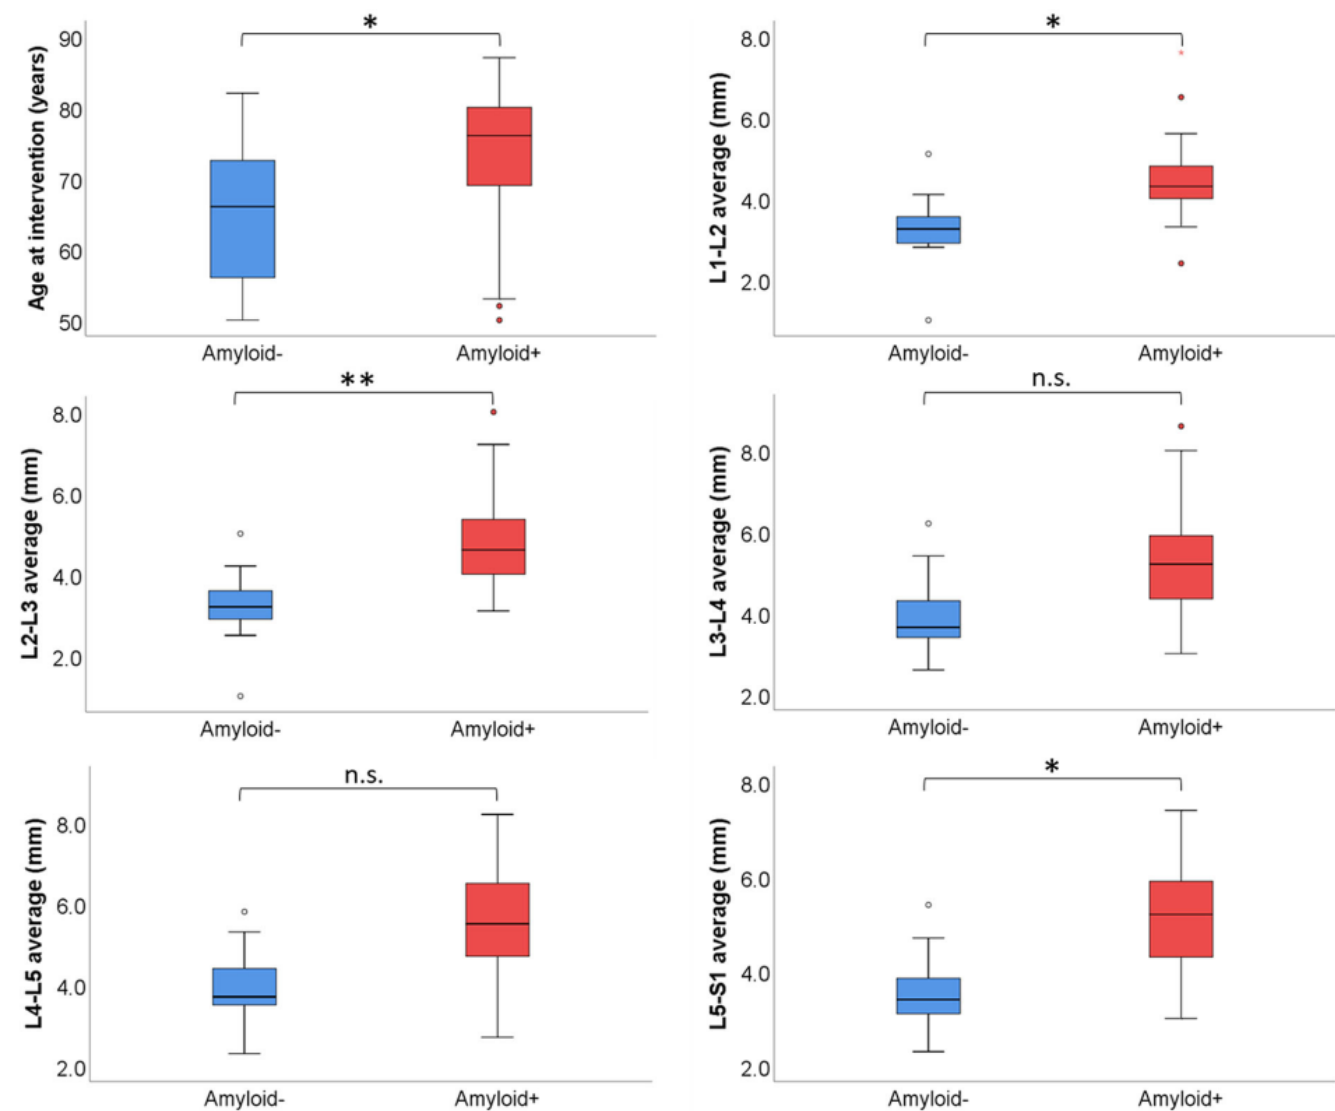 *
Age at intervention (years)
90
80
70
60
50
Amyloid-
Amyloid+
*
L1-L2 average (mm)
8.0
6.0
4.0
2.0
Amyloid-
Amyloid+
**
L2-L3 average (mm)
8.0
6.0
4.0
2.0
Amyloid-
Amyloid+
n.s.
L3-L4 average (mm)
8.0
6.0
4.0
2.0
Amyloid-
Amyloid+
n.s.
L4-L5 average (mm)
8.0
6.0
4.0
2.0
Amyloid-
Amyloid+
*
L5-S1 average (mm)
8.0
6.0
4.0
2.0
Amyloid-
Amyloid+